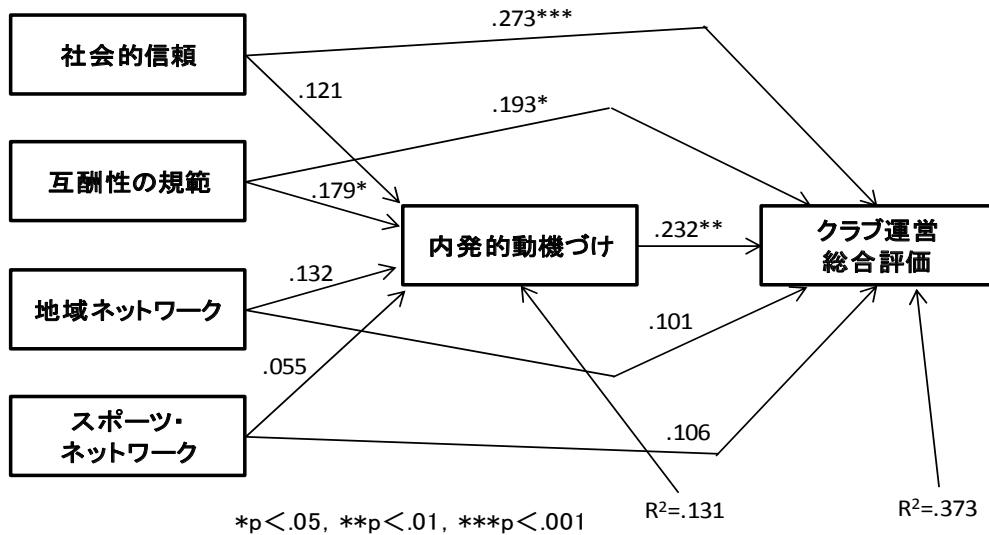 .273***
社会的信頼
.121
.193*
互酬性の規範
.179*
内発的動機づけ
.232**
クラブ運営
総合評価
地域ネットワーク
.132
.101
.055
スポーツ・
ネットワーク
.106
R²=.131
R²=.373
*p＜.05, **p＜.01, ***p＜.001